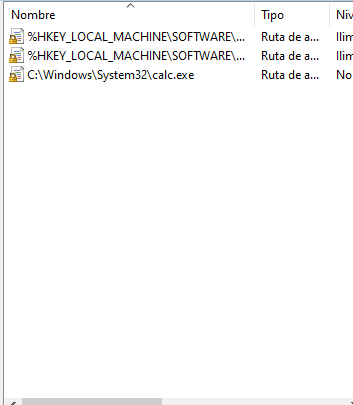 Nombre Tipo Niv
%HKEY_LOCAL_MACHINE\SOFTWARE\... Ruta de a... Ilim
%HKEY_LOCAL_MACHINE\SOFTWARE\... Ruta de a... Ilim
C:\Windows\System32\calc.exe Ruta de a... No